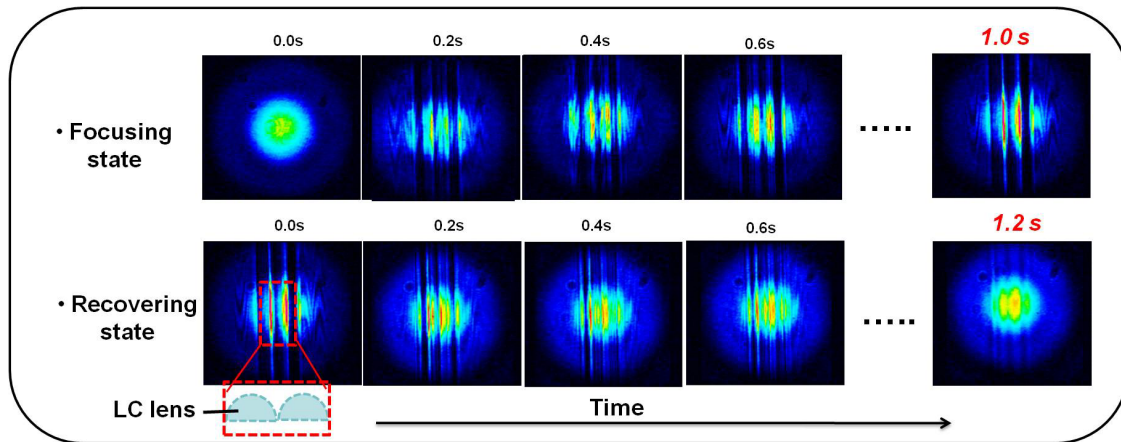 0.0s 0.2s 0.4s 0.6s 1.0 s
• Focusing
state
.....
0.0s 0.2s 0.4s 0.6s 1.2 s
• Recovering
state
.....
LC lens
Time